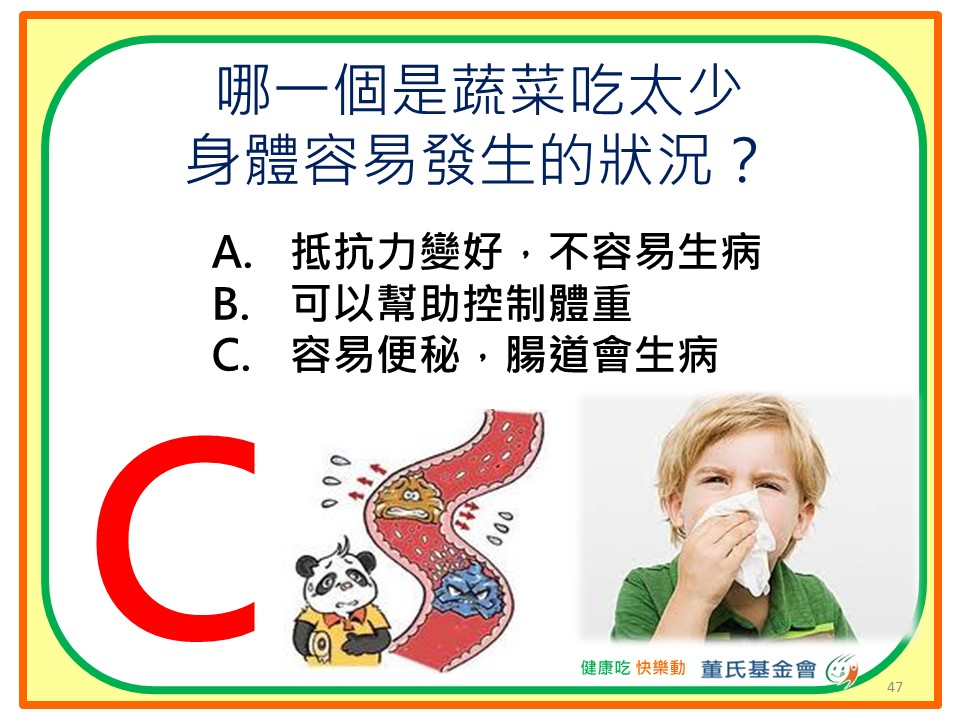 哪一個是蔬菜吃太少
身體容易發生的狀況？
A. 抵抗力變好，不容易生病
B. 可以幫助控制體重
C. 容易便秘，腸道會生病
C
健康吃 快樂動 董氏基金會
47